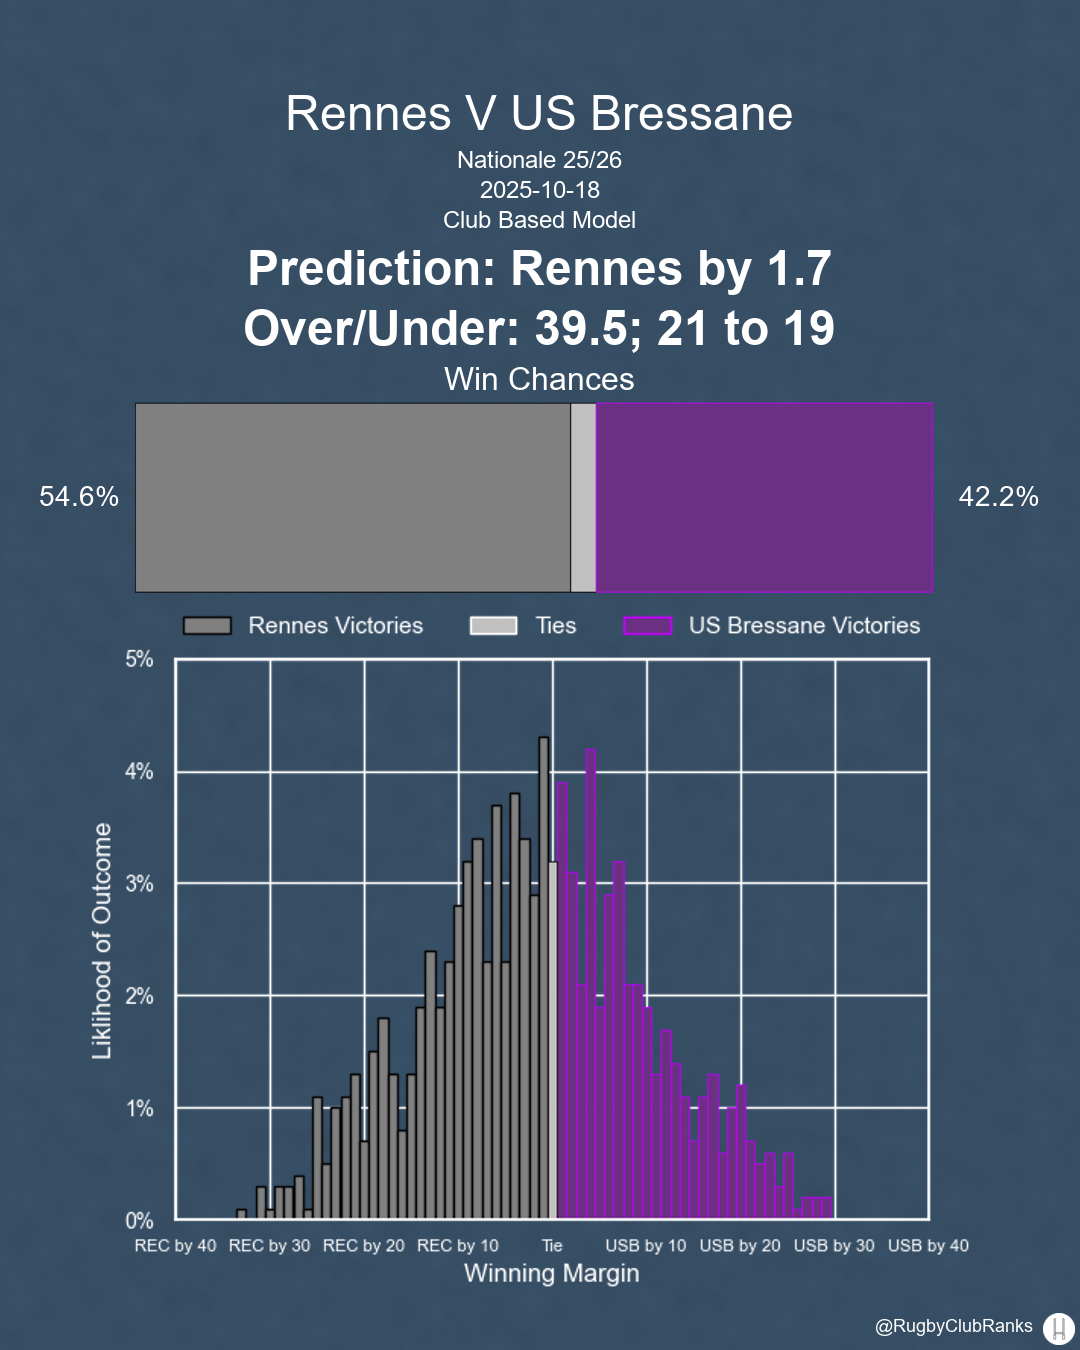 Rennes V US Bressane
Nationale 25/26
2025-10-18
Club Based Model
Prediction: Rennes by 1.7
Over/Under: 39.5; 21 to 19
Win Chances
54.6%
42.2%
Rennes Victories
Ties
US Bressane Victories
5%
4%
3%
2%
1%
0%
Liklihood of Outcome
REC by 40
REC by 30
REC by 20
REC by 10
Tie
USB by 10
USB by 20
USB by 30
USB by 40
Winning Margin
@RugbyClubRanks